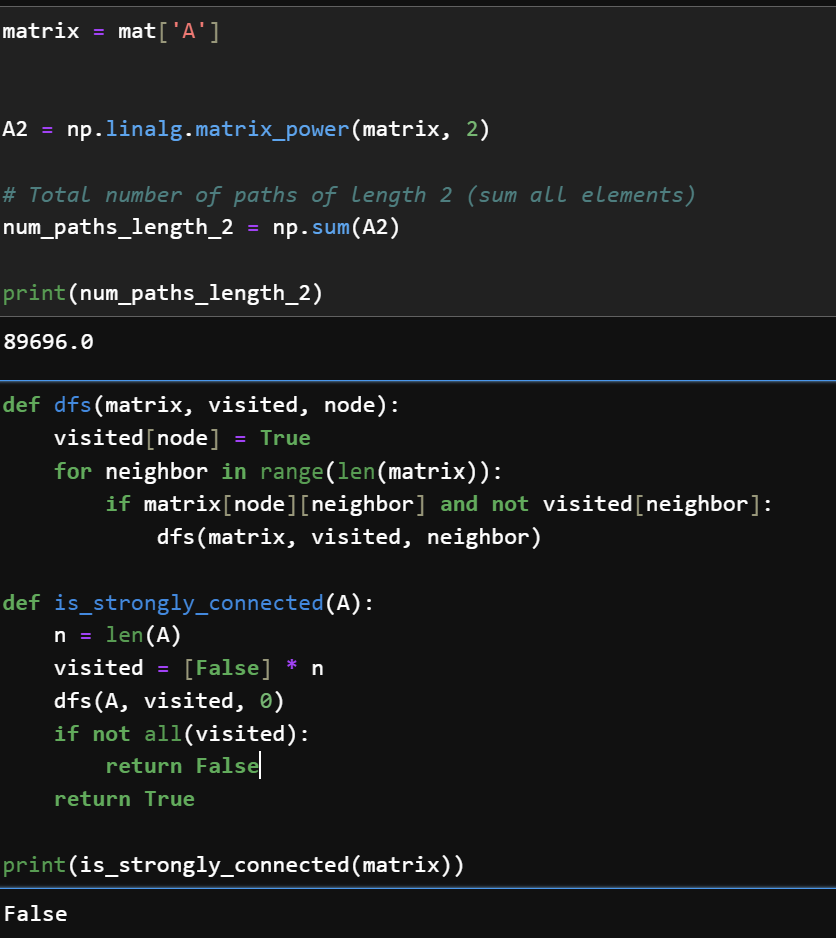 matrix = mat['A']
A2 = np.linalg.matrix_power(matrix, 2)
# Total number of paths of length 2 (sum all elements)
num_paths_length_2 = np.sum(A2)
print(num_paths_length_2)
89696.0
def dfs(matrix, visited, node):
    visited[node] = True
    for neighbor in range(len(matrix)):
        if matrix[node][neighbor] and not visited[neighbor]:
            dfs(matrix, visited, neighbor)
def is_strongly_connected(A):
    n = len(A)
    visited = [False] * n
    dfs(A, visited, 0)
    if not all(visited):
        return False
    return True
print(is_strongly_connected(matrix))
False